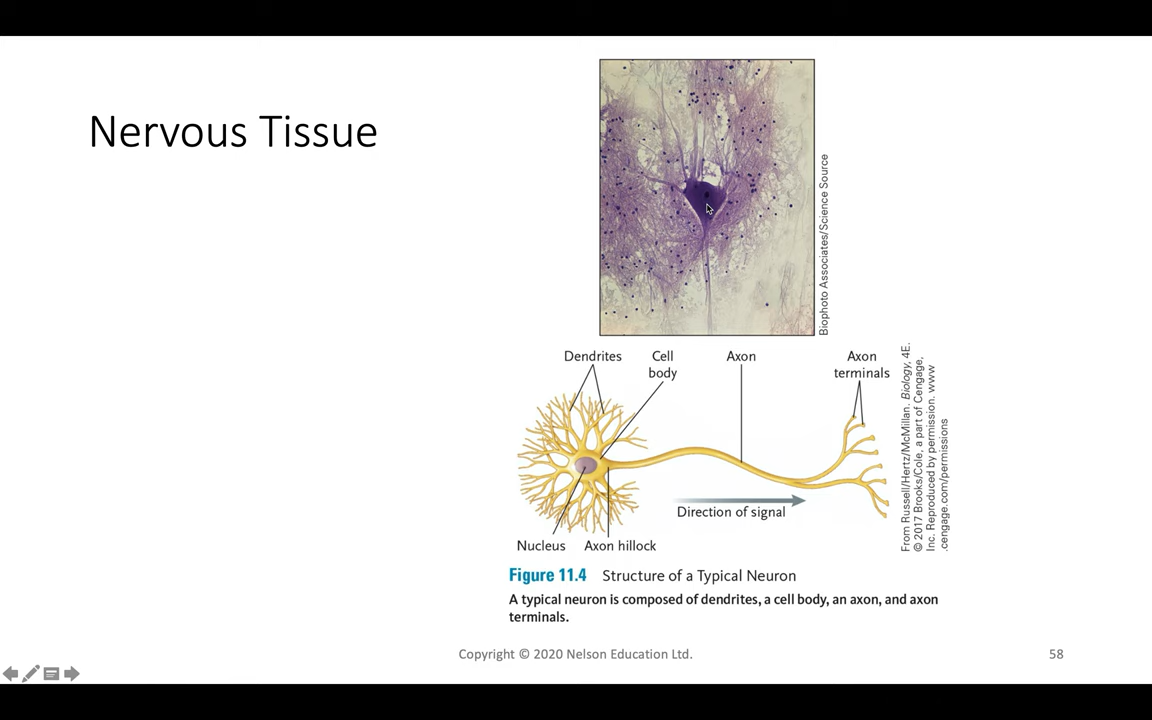 Nervous Tissue
Biophoto Associates/Science Source
Dendrites
Cell
body
Axon
Axon
terminals
Nucleus
Axon hillock
Direction of signal
From Russell/Hertz/McMillan. Biology, 4E.
© 2017 Brooks/Cole, a part of Cengage,
Inc. Reproduced by permission. www
.cengage.com/permissions
Figure 11.4 Structure of a Typical Neuron
A typical neuron is composed of dendrites, a cell body, an axon, and axon
terminals.
Copyright © 2020 Nelson Education Ltd.
58